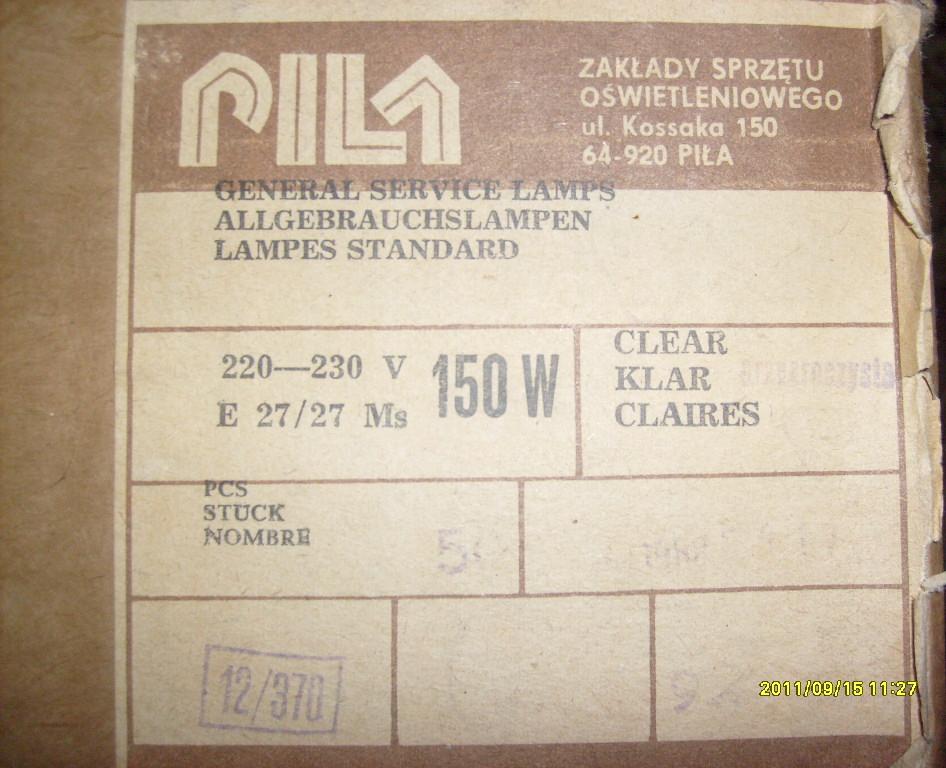 PILA
ZAKŁADY SPRZĘTU
OŚWIETLENIOWEGO
ul. Kossaka 150
64-920 PIŁA
GENERAL SERVICE LAMPS
ALLGEBRAUCHSLAMPEN
LAMPES STANDARD
220—230 V 150 W
E 27/27 Ms
CLEAR
KLAR
CLAIRES
PCS
STUCK
NOMBRE
12/370
2011/09/15 11:27